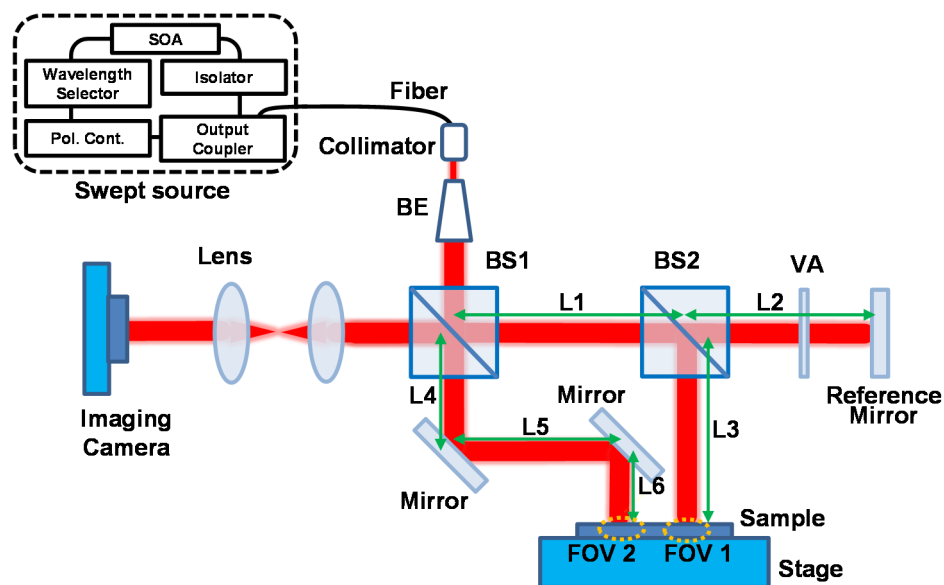 SOA
Wavelength
Selector
Isolator
Pol. Cont.
Output
Coupler
Swept source
Fiber
Collimator
BE
Lens
BS1
BS2
VA
L1
L2
Imaging
Camera
L4
Mirror
L5
Mirror
L6
L3
Reference
Mirror
Sample
FOV 2
FOV 1
Stage